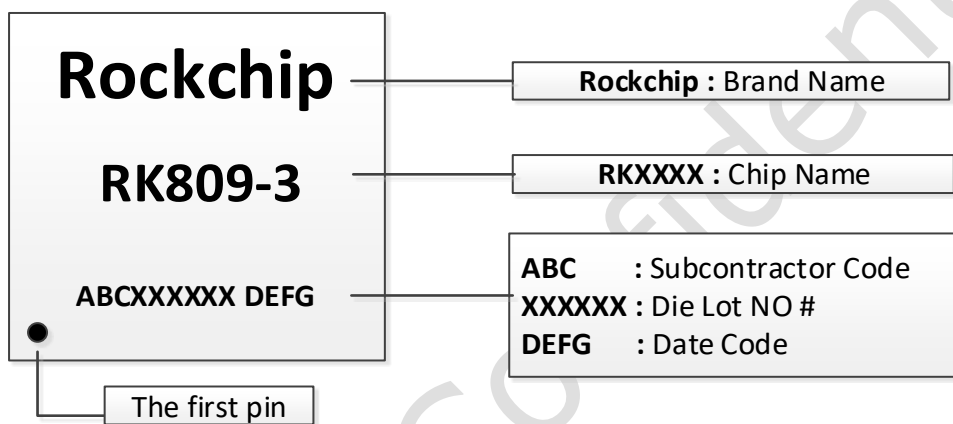 Rockchip
Rockchip : Brand Name
RK809-3
RKXXXX : Chip Name
ABCXXXXXX DEFG
ABC : Subcontractor Code
XXXXXX : Die Lot NO #
DEFG : Date Code
The first pin